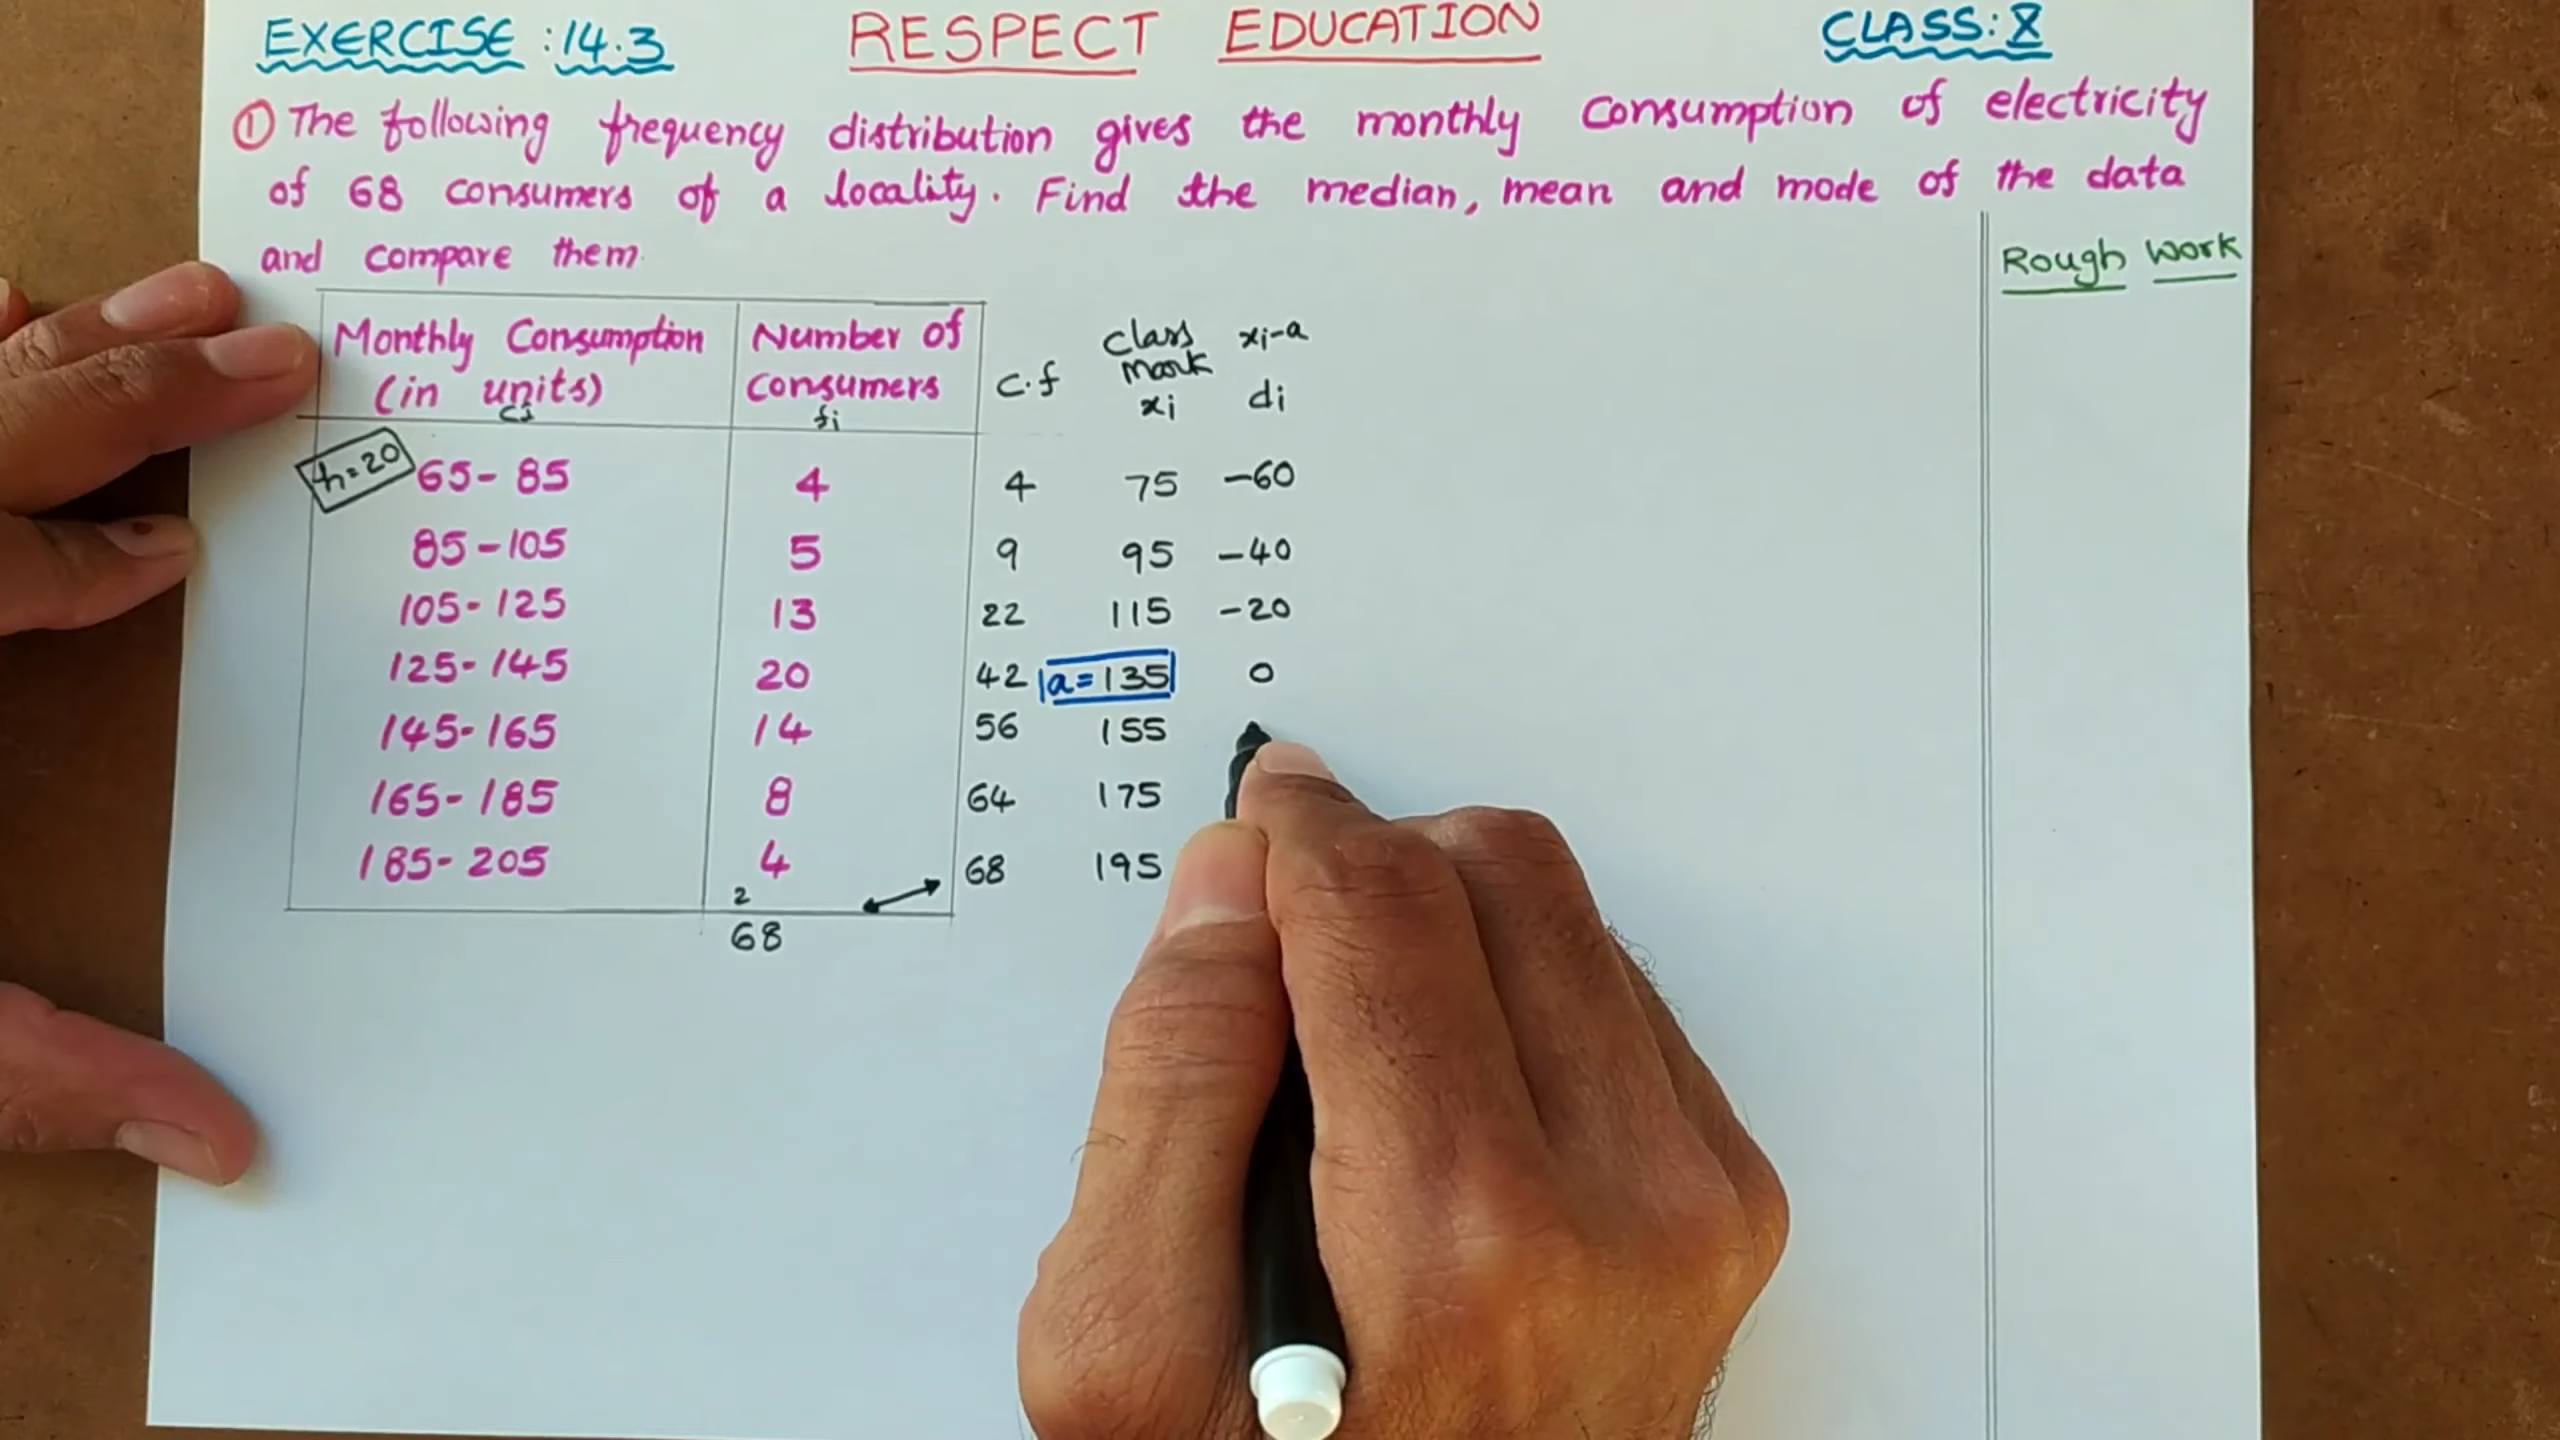 EXERCISE : 14.3 RESPECT EDUCATION CLASS: X
① The following frequency distribution gives the monthly consumption of electricity
of 68 consumers of a locality. Find the median, mean and mode of the data
and compare them.
Rough Work
Monthly Consumption Number of class xi-a
(in units) consumers c.f mark
fi xi di
h=20 65- 85 4 4 75 -60
85-105 5 9 95 -40
105-125 13 22 115 -20
125-145 20 42 a=135 0
145-165 14 56 155
165-185 8 64 175
185-205 4 68 195
2
68